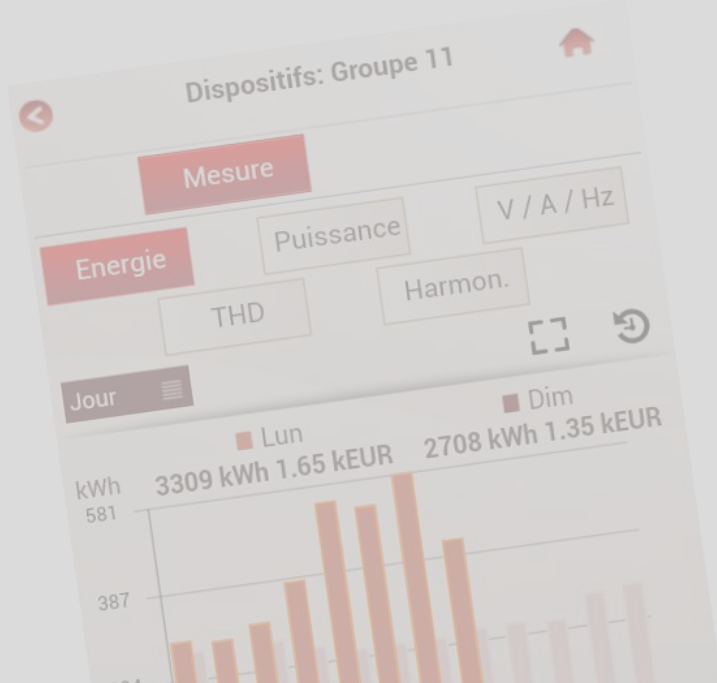 Dispositifs: Groupe 11
Mesure
Energie
Puissance
V / A / Hz
THD
Harmon.
Jour
Lun
Dim
3309 kWh 1.65 kEUR
2708 kWh 1.35 kEUR
kWh
581
387